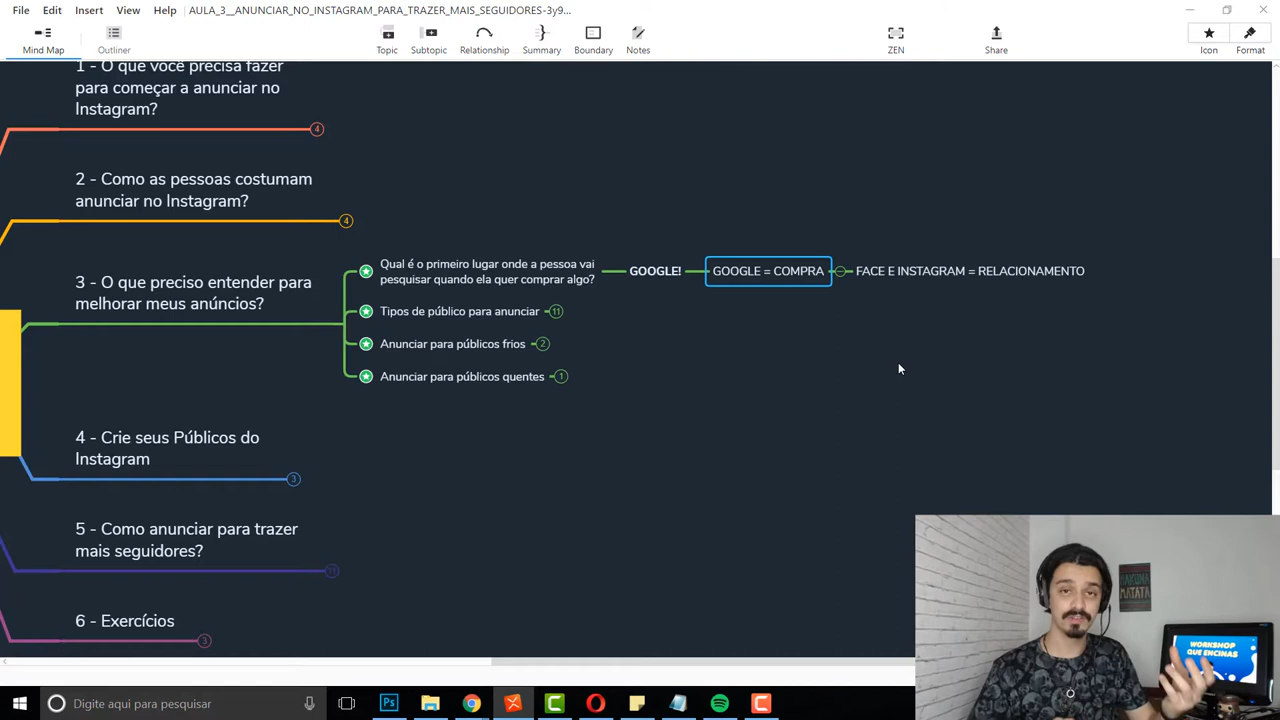 File Edit Insert View Help AULA_3__ANUNCIAR_NO_INSTAGRAM_PARA_TRAZER_MAIS_SEGUIDORES-3y9...
Mind Map
Outliner
Topic
Subtopic
Relationship
Summary
Boundary
Notes
ZEN
Share
Icon
Format
1 - O que você precisa fazer
para começar a anunciar no
Instagram?
4
2 - Como as pessoas costumam
anunciar no Instagram?
4
3 - O que preciso entender para
melhorar meus anúncios?
Qual é o primeiro lugar onde a pessoa vai
pesquisar quando ela quer comprar algo?
GOOGLE!
GOOGLE = COMPRA
FACE E INSTAGRAM = RELACIONAMENTO
Tipos de público para anunciar
11
Anunciar para públicos frios
2
Anunciar para públicos quentes
1
4 - Crie seus Públicos do
Instagram
3
5 - Como anunciar para trazer
mais seguidores?
11
6 - Exercícios
3
HAKUNA
MATATA
WORKSHOP
QUE ENCINAS
Digite aqui para pesquisar
Ps